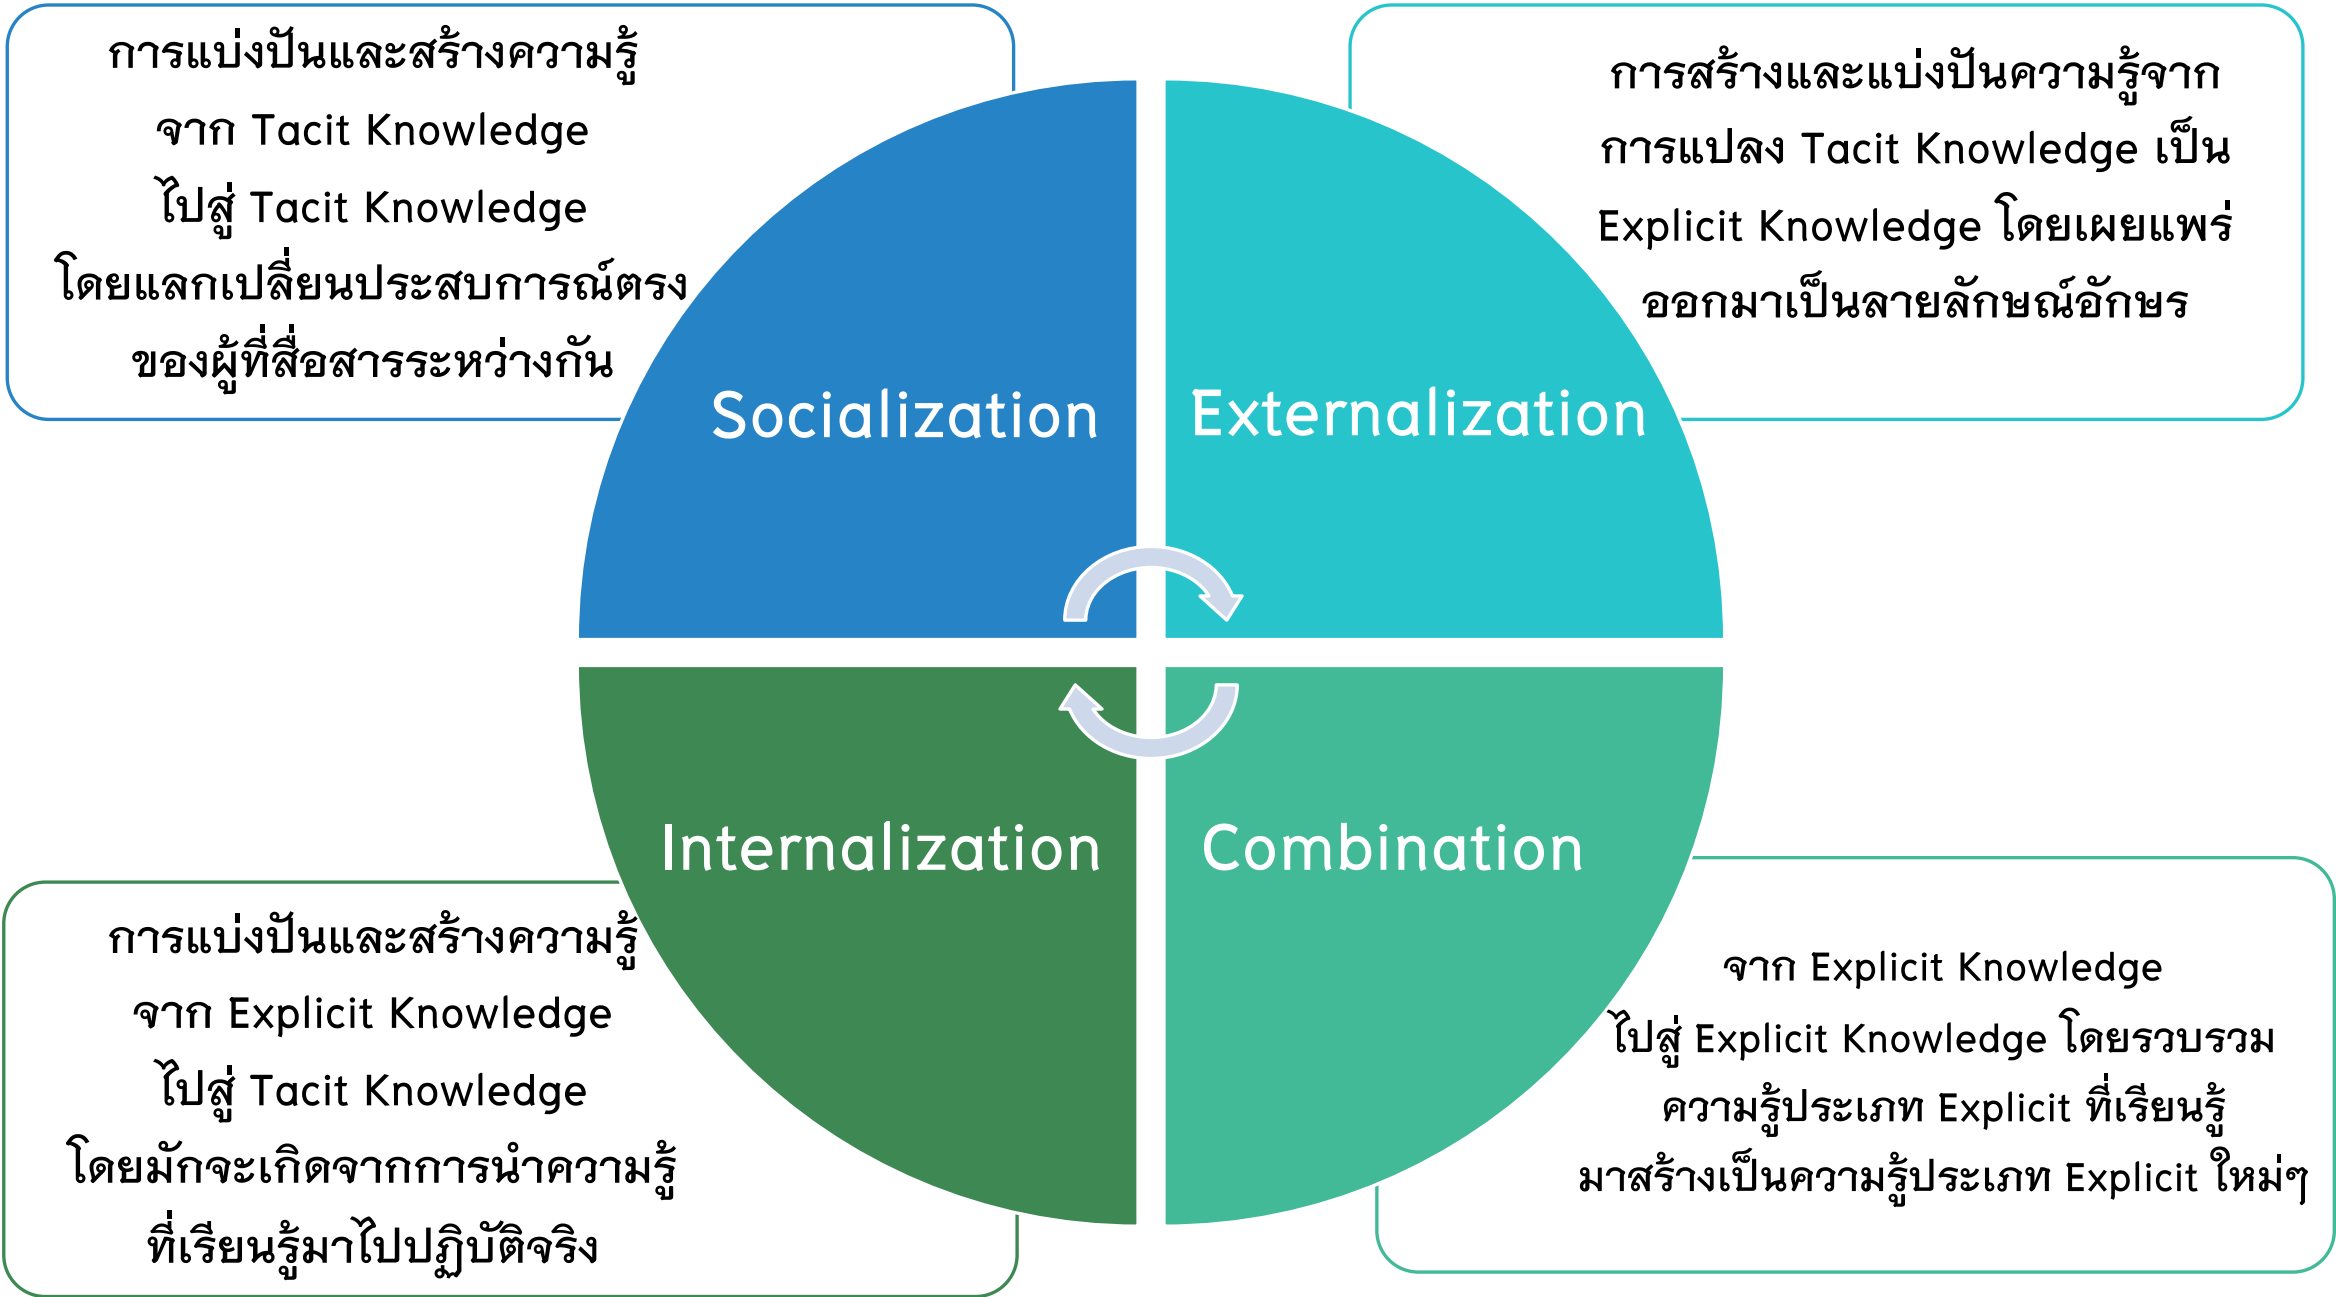 การแบ่งปันและสร้างความรู้
จาก Tacit Knowledge
ไปสู่ Tacit Knowledge
โดยแลกเปลี่ยนประสบการณ์ตรง
ของผู้ที่สื่อสารระหว่างกัน
การสร้างและแบ่งปันความรู้จาก
การแปลง Tacit Knowledge เป็น
Explicit Knowledge โดยเผยแพร่
ออกมาเป็นลายลักษณ์อักษร
Socialization
Externalization
Internalization
Combination
การแบ่งปันและสร้างความรู้
จาก Explicit Knowledge
ไปสู่ Tacit Knowledge
โดยมักจะเกิดจากการนำความรู้
ที่เรียนรู้มาไปปฏิบัติจริง
จาก Explicit Knowledge
ไปสู่ Explicit Knowledge โดยรวบรวม
ความรู้ประเภท Explicit ที่เรียนรู้
มาสร้างเป็นความรู้ประเภท Explicit ใหม่ๆ